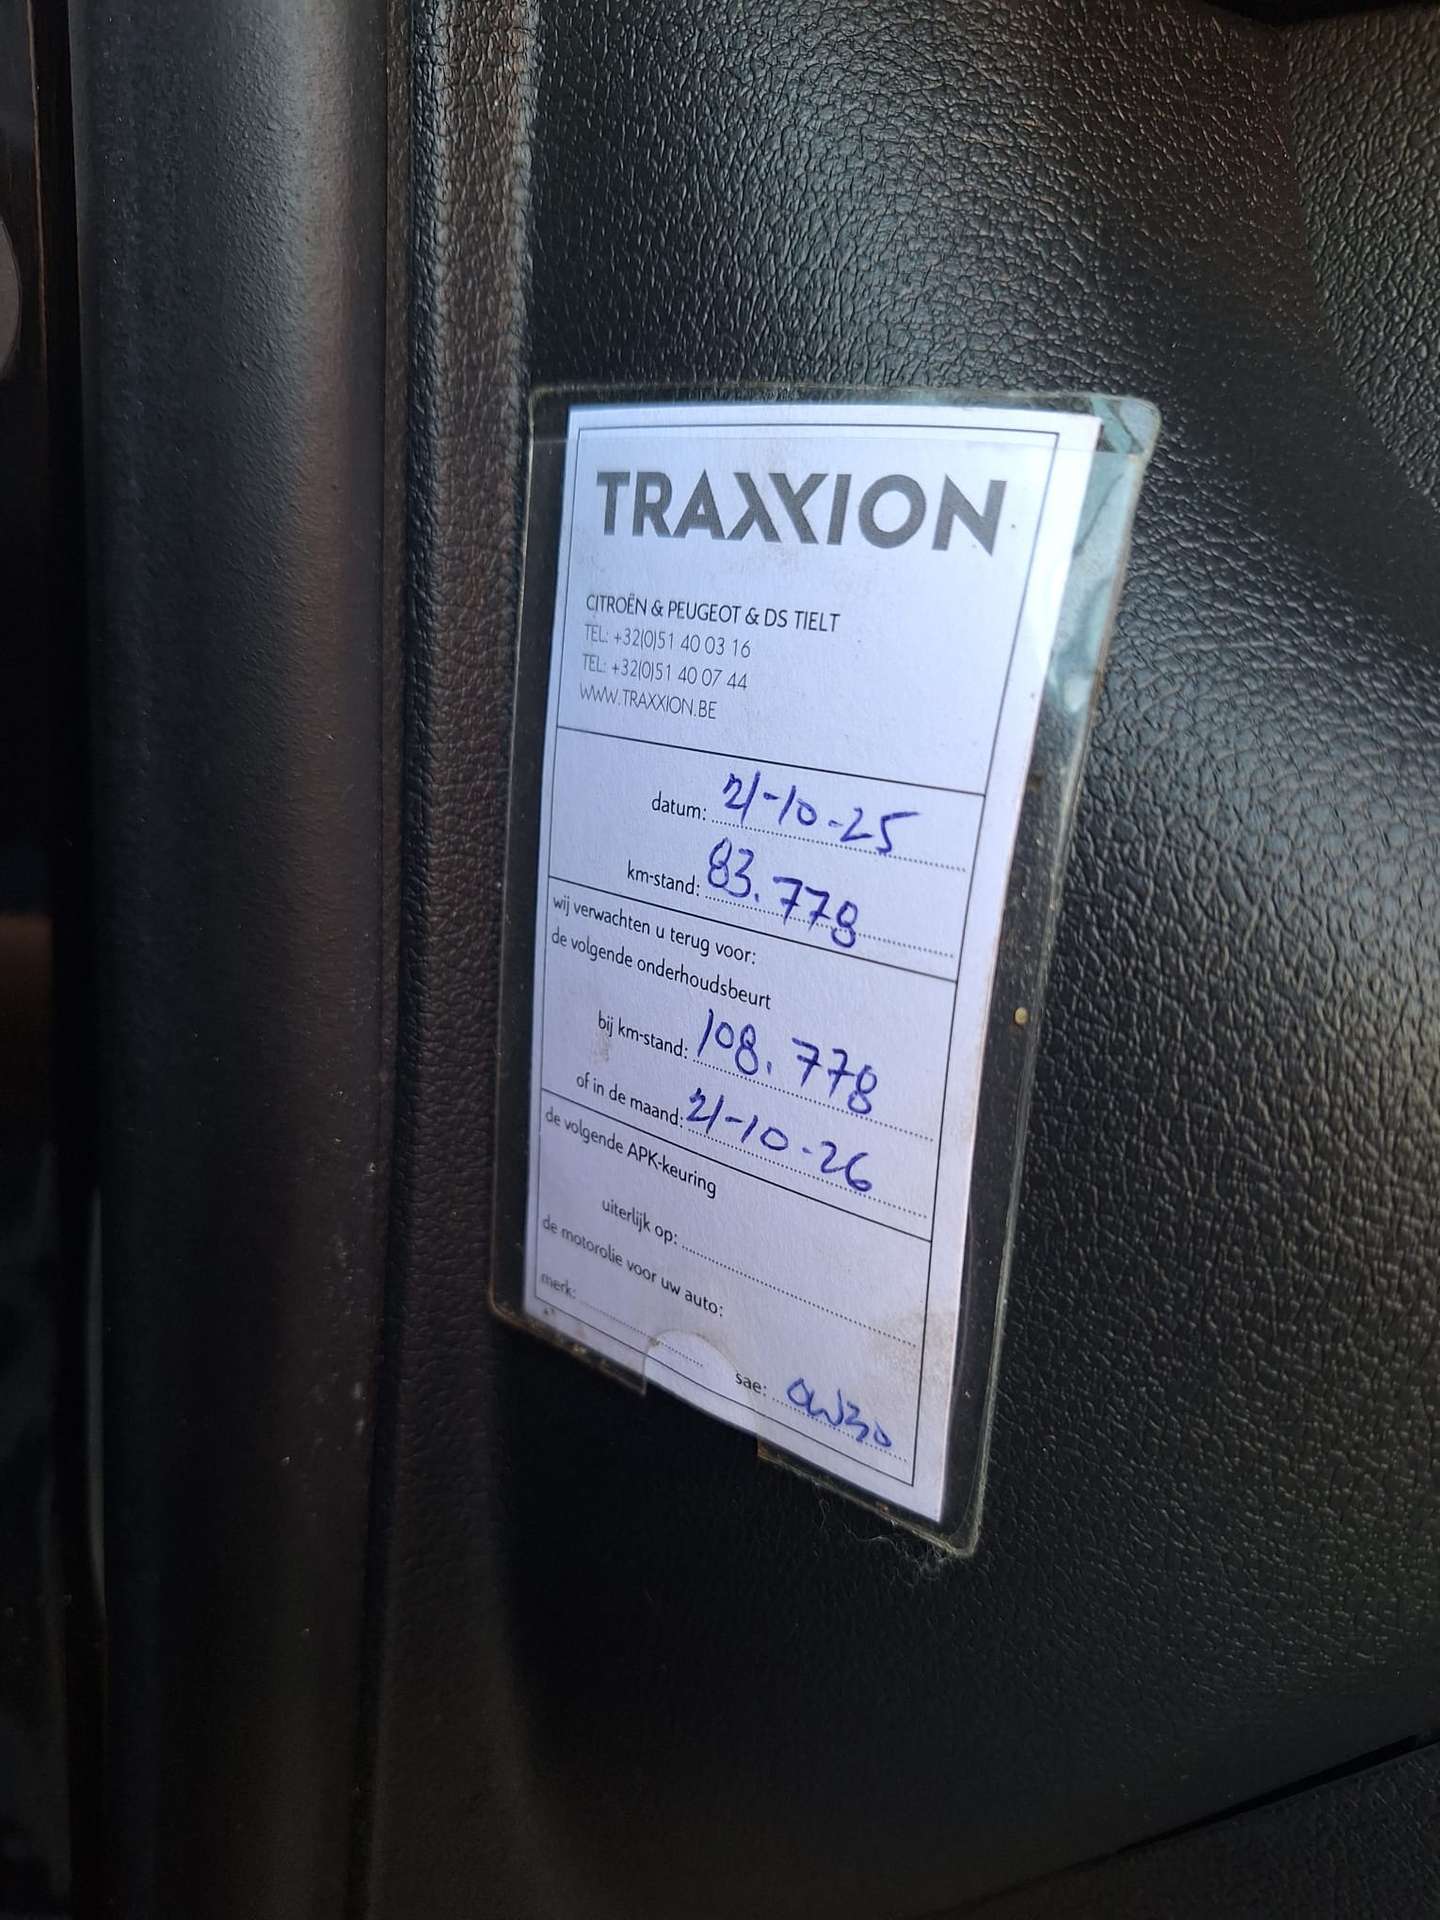 TRAXXION
CITROËN & PEUGEOT & DS TIELT
TEL: +32(0)51 40 03 16
TEL: +32(0)51 40 07 44
WWW.TRAXXION.BE
datum: 21-10-25
km-stand: 83.778
wij verwachten u terug voor:
de volgende onderhoudsbeurt
bij km-stand: 108.778
of in de maand: 21-10-26
de volgende APK-keuring
uiterlijk op:
de motorolie voor uw auto:
merk:
sae: 0W30